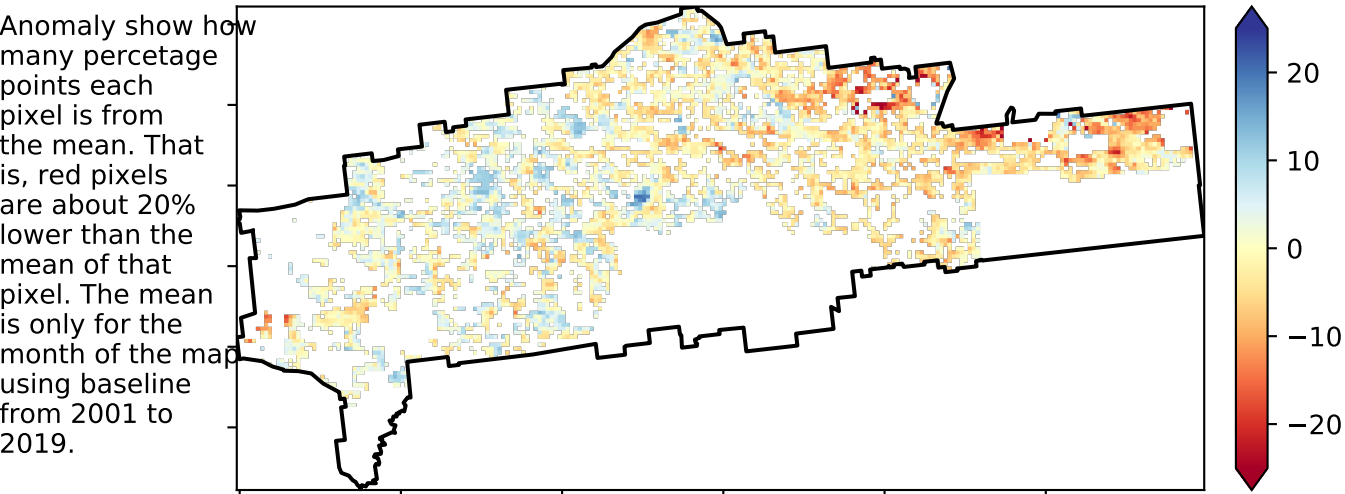 Anomaly show how
many percetage
points each
pixel is from
the mean. That
is, red pixels
are about 20%
lower than the
mean of that
pixel. The mean
is only for the
month of the map
using baseline
from 2001 to
2019.
20
10
0
−10
−20